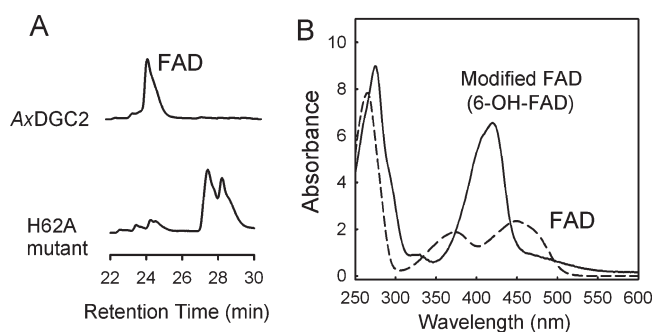 A
FAD
AxDGC2
H62A
mutant
22 24 26 28 30
Retention Time (min)
B
10
8
6
4
2
0
Absorbance
Modified FAD
(6-OH-FAD)
FAD
250 300 350 400 450 500 550 600
Wavelength (nm)